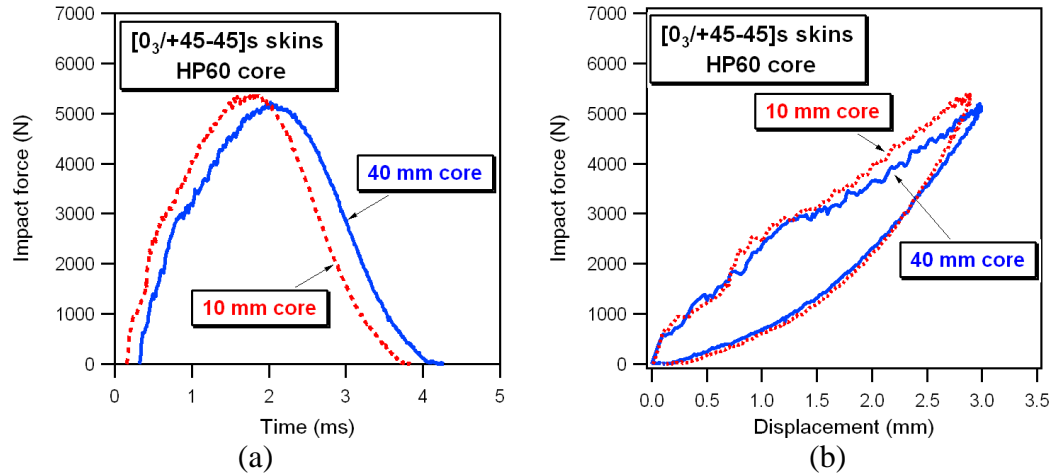 7000
6000
5000
4000
3000
2000
1000
0
Impact force (N)
[0₃/+45-45]s skins
HP60 core
40 mm core
10 mm core
0 1 2 3 4 5
Time (ms)
(a)
7000
6000
5000
4000
3000
2000
1000
0
Impact force (N)
[0₃/+45-45]s skins
HP60 core
10 mm core
40 mm core
0.0 0.5 1.0 1.5 2.0 2.5 3.0 3.5
Displacement (mm)
(b)